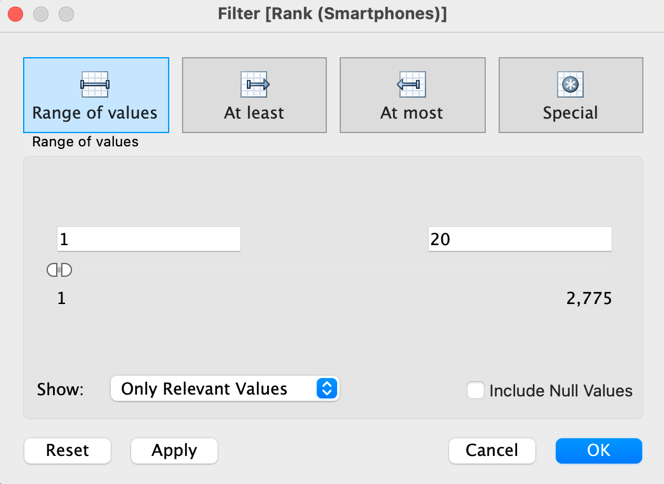 Filter [Rank (Smartphones)]
Range of values
At least
At most
Special
Range of values
1
20
1
2,775
Show:
Only Relevant Values
Include Null Values
Reset
Apply
Cancel
OK